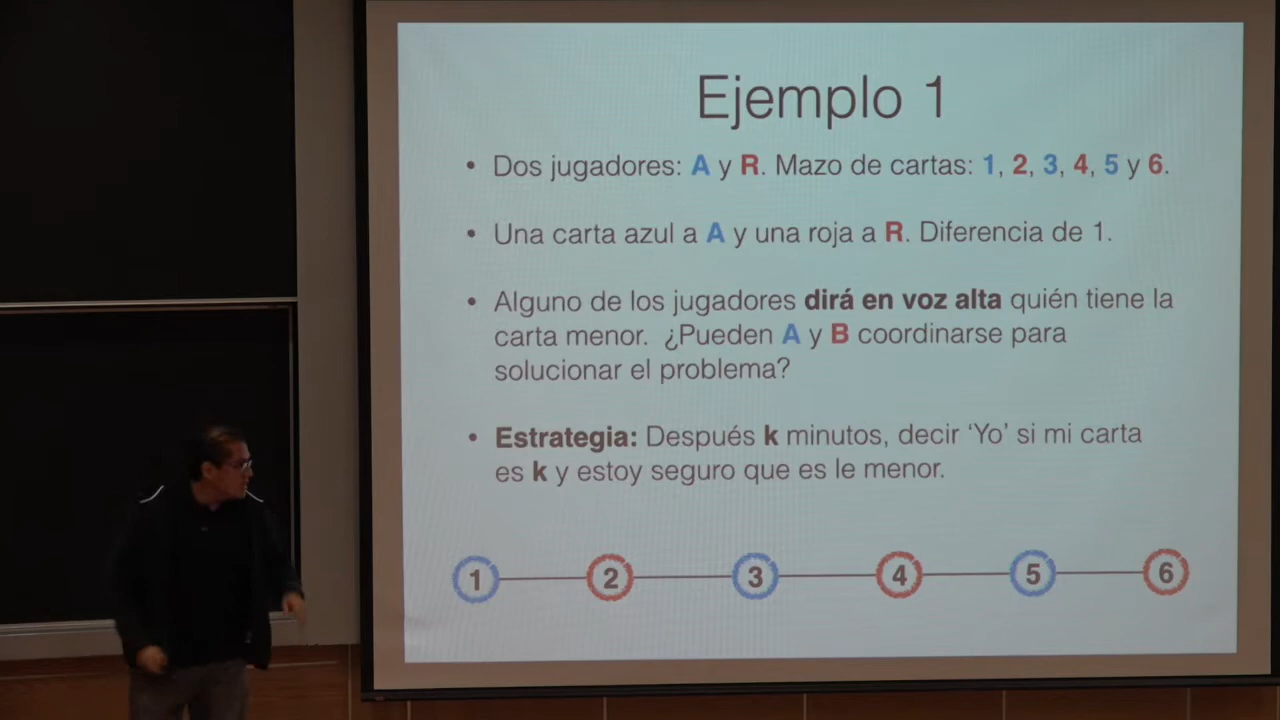 Ejemplo 1
• Dos jugadores: A y R. Mazo de cartas: 1, 2, 3, 4, 5 y 6.
• Una carta azul a A y una roja a R. Diferencia de 1.
• Alguno de los jugadores dirá en voz alta quién tiene la
carta menor. ¿Pueden A y B coordinarse para
solucionar el problema?
• Estrategia: Después k minutos, decir ‘Yo’ si mi carta
es k y estoy seguro que es le menor.
1 2 3 4 5 6